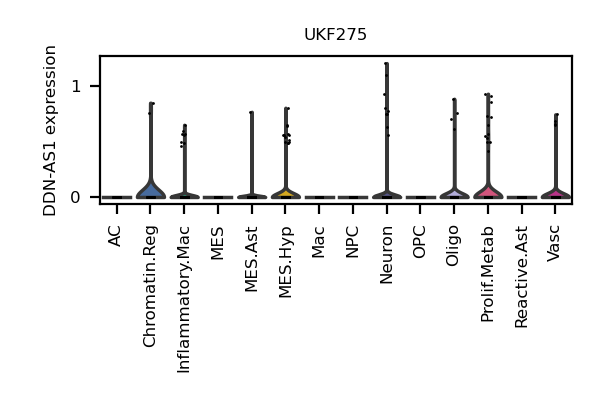 UKF275
DDN-AS1 expression
1
0
AC
Chromatin.Reg
Inflammatory.Mac
MES
MES.Ast
MES.Hyp
Mac
NPC
Neuron
OPC
Oligo
Prolif.Metab
Reactive.Ast
Vasc